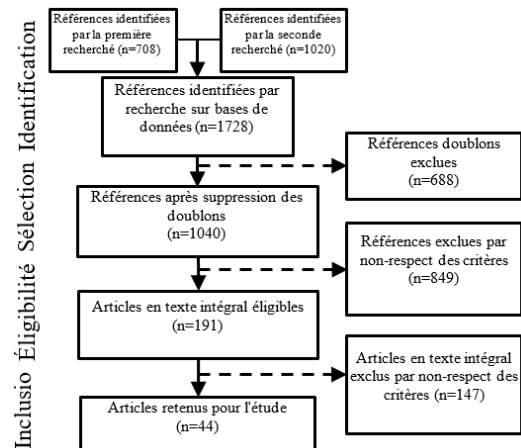 Références identifiées
par la première
recherché (n=708)
Références identifiées
par la seconde
recherché (n=1020)
Références identifiées par
recherche sur bases de
données (n=1728)
Références doublons
exclues
(n=688)
Références après suppression des
doublons
(n=1040)
Références exclues par
non-respect des critères
(n=849)
Articles en texte intégral éligibles
(n=191)
Articles en texte intégral
exclus par non-respect des
critères (n=147)
Articles retenus pour l'étude
(n=44)
Inclusio Éligibilité Sélection Identification